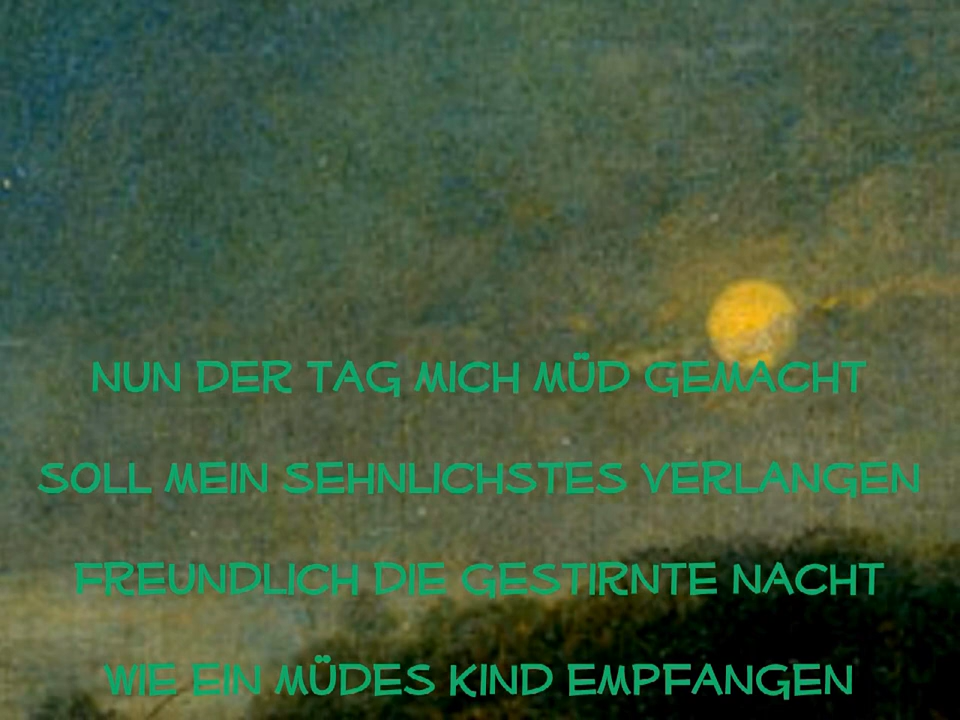 NUN DER TAG MICH MÜD GEMACHT
SOLL MEIN SEHNLICHSTES VERLANGEN
FREUNDLICH DIE GESTIRNTE NACHT
WIE EIN MÜDES KIND EMPFANGEN